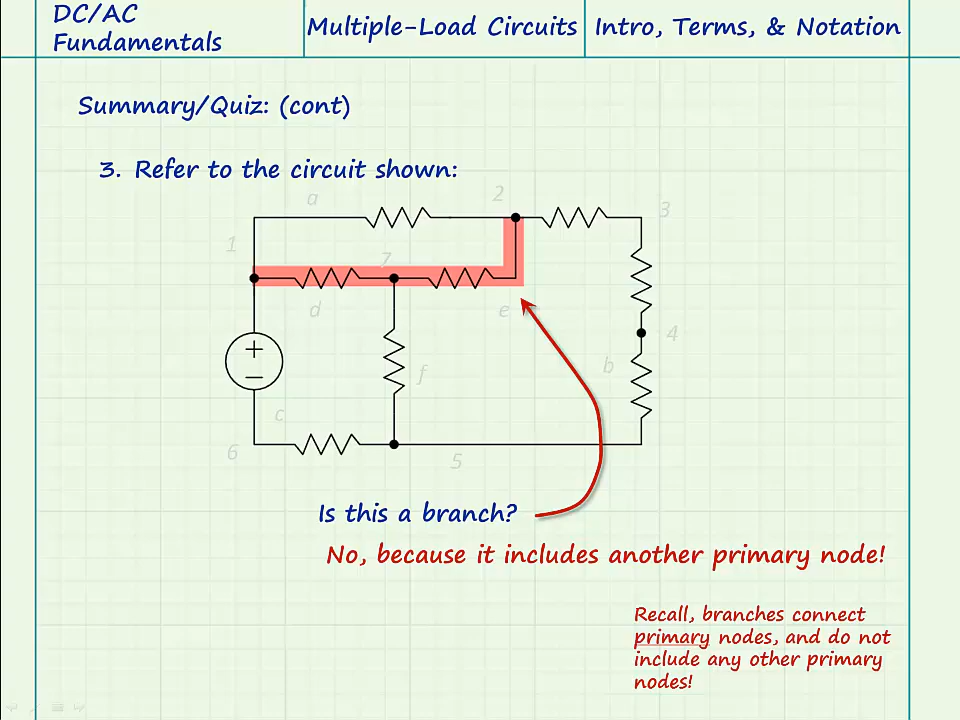 DC/AC
Fundamentals
Multiple-Load Circuits
Intro, Terms, & Notation
Summary/Quiz: (cont)
3. Refer to the circuit shown:
a
2
3
1
7
d
e
4
+
−
f
b
c
6
5
Is this a branch?
No, because it includes another primary node!
Recall, branches connect
primary nodes, and do not
include any other primary
nodes!